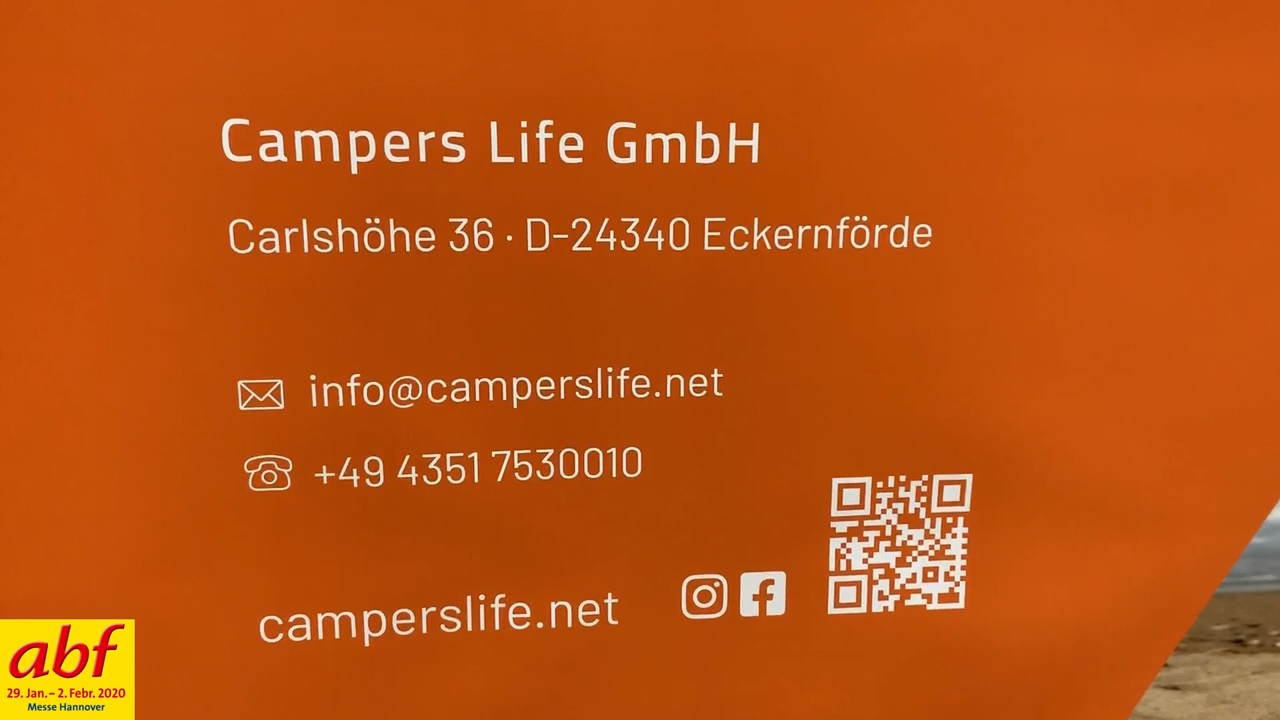 Campers Life GmbH
Carlshöhe 36 · D-24340 Eckernförde
info@camperslife.net
+49 4351 7530010
camperslife.net
abf
29. Jan. – 2. Febr. 2020
Messe Hannover